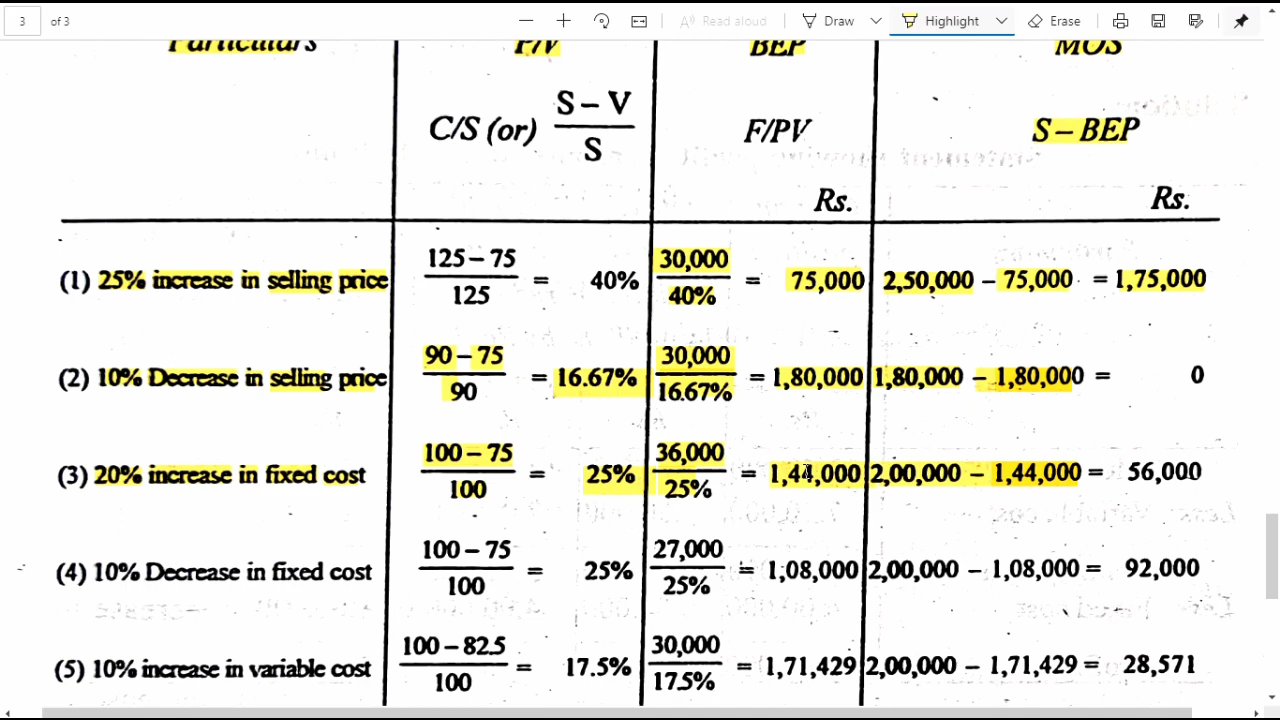 3 of 3 Read aloud Draw Highlight Erase
Particulars P/V BEP MOS
C/S (or) S – V / S F/PV S – BEP
Rs. Rs.
(1) 25% increase in selling price 125 – 75 / 125 = 40% 30,000 / 40% = 75,000 2,50,000 – 75,000 = 1,75,000
(2) 10% Decrease in selling price 90 – 75 / 90 = 16.67% 30,000 / 16.67% = 1,80,000 1,80,000 – 1,80,000 = 0
(3) 20% increase in fixed cost 100 – 75 / 100 = 25% 36,000 / 25% = 1,44,000 2,00,000 – 1,44,000 = 56,000
(4) 10% Decrease in fixed cost 100 – 75 / 100 = 25% 27,000 / 25% = 1,08,000 2,00,000 – 1,08,000 = 92,000
(5) 10% increase in variable cost 100 – 82.5 / 100 = 17.5% 30,000 / 17.5% = 1,71,429 2,00,000 – 1,71,429 = 28,571